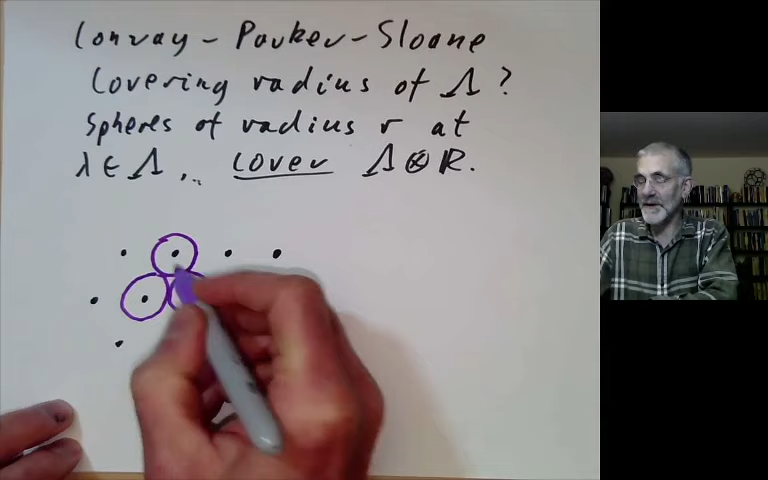 Conway - Parker - Sloane
Covering radius of Λ ?
Spheres of radius r at
λ ∈ Λ, .. cover Λ ⊗ R.